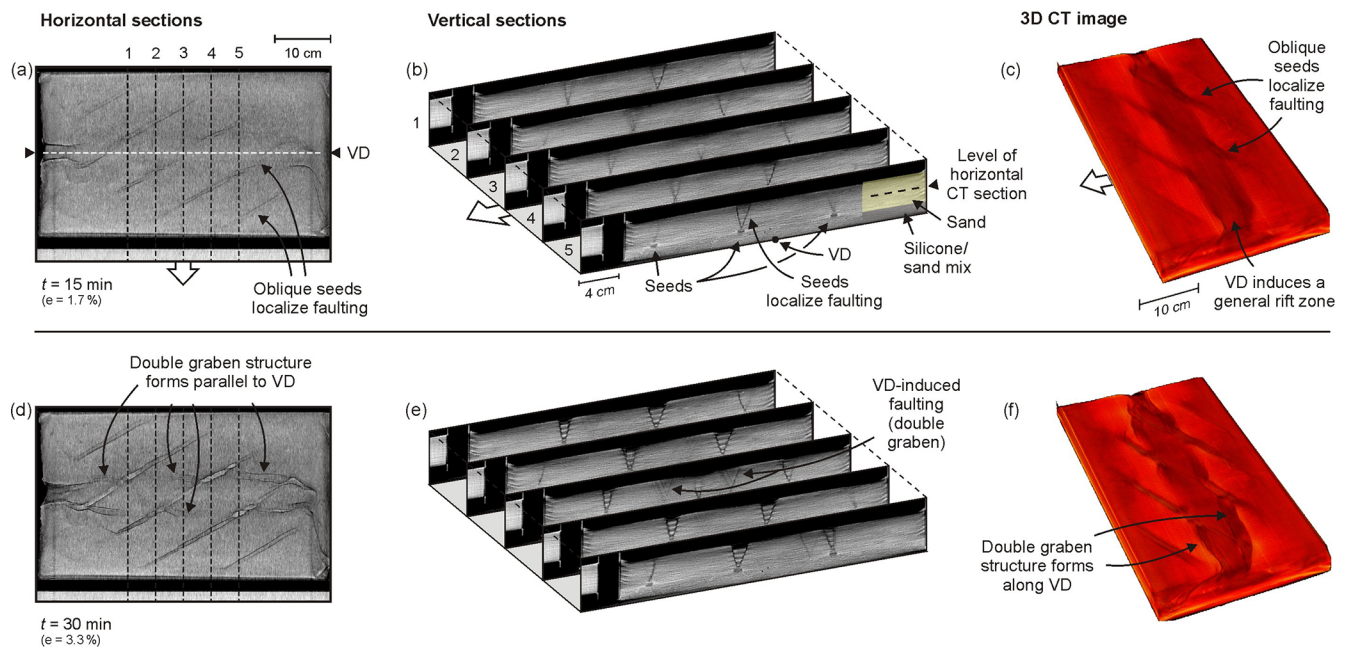 Horizontal sections
Vertical sections
3D CT image
1 2 3 4 5
10 cm
(a)
VD
t = 15 min
(e = 1.7 %)
Oblique seeds
localize faulting
(b)
1
2
3
4
5
4 cm
Seeds
VD
Seeds
localize faulting
Level of
horizontal
CT section
Sand
Silicone/
sand mix
(c)
Oblique
seeds
localize
faulting
10 cm
VD induces a
general rift zone
Double graben structure
forms parallel to VD
(d)
t = 30 min
(e = 3.3 %)
(e)
VD-induced
faulting
(double
graben)
(f)
Double graben
structure forms
along VD